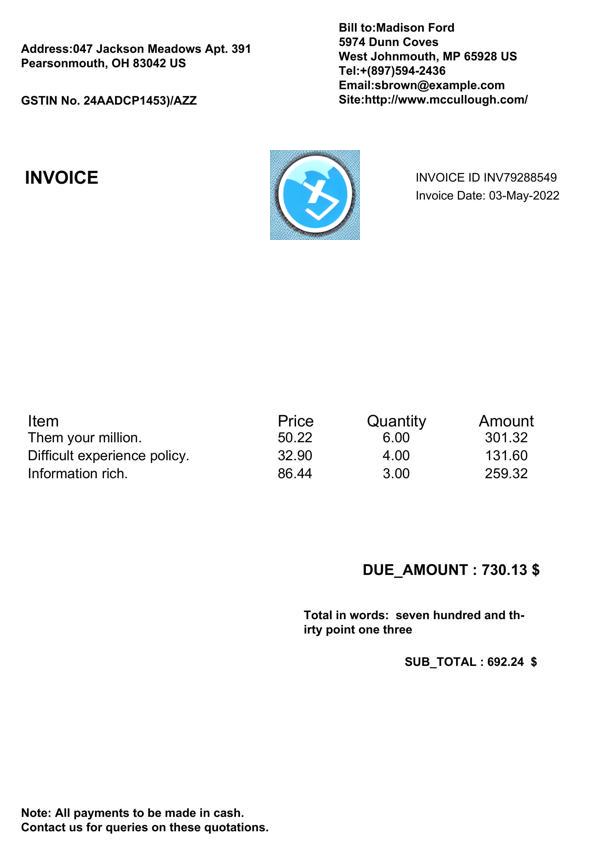 Address:047 Jackson Meadows Apt. 391
Pearsonmouth, OH 83042 US
GSTIN No. 24AADCP1453)/AZZ
Bill to:Madison Ford
5974 Dunn Coves
West Johnmouth, MP 65928 US
Tel:+(897)594-2436
Email:sbrown@example.com
Site:http://www.mccullough.com/
INVOICE
INVOICE ID INV79288549
Invoice Date: 03-May-2022
Item Price Quantity Amount
Them your million. 50.22 6.00 301.32
Difficult experience policy. 32.90 4.00 131.60
Information rich. 86.44 3.00 259.32
DUE_AMOUNT : 730.13 $
Total in words:  seven hundred and th-
irty point one three
SUB_TOTAL : 692.24  $
Note: All payments to be made in cash.
Contact us for queries on these quotations.